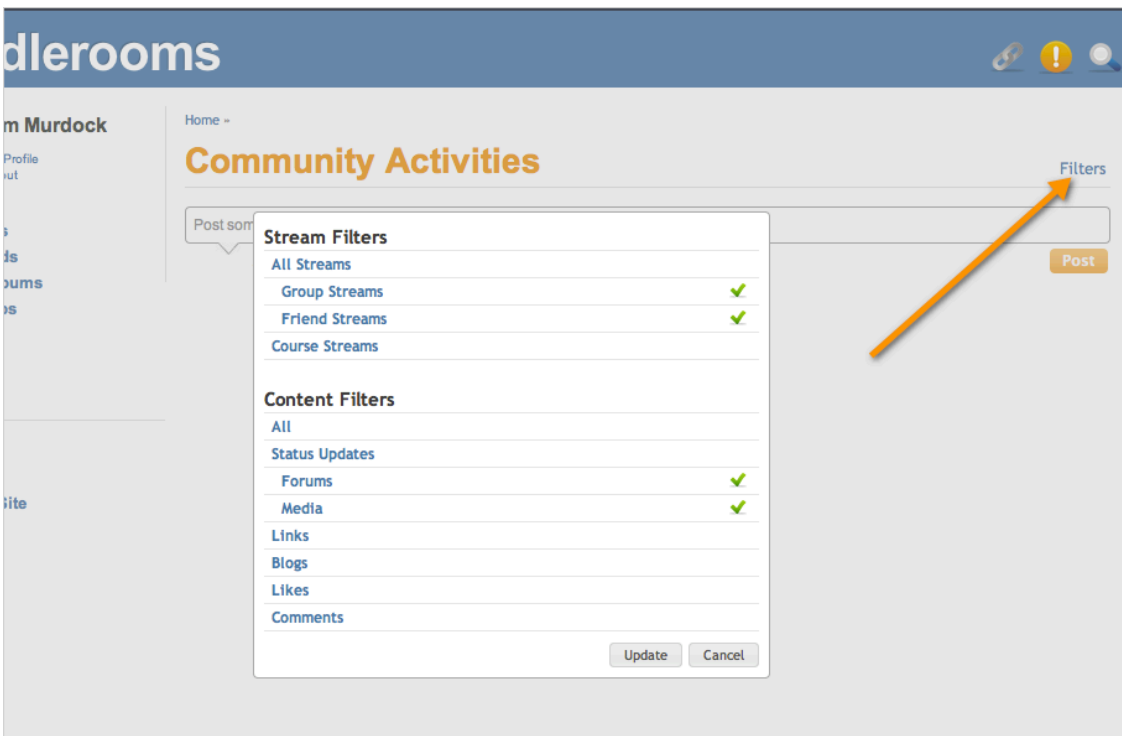 dlerooms
m Murdock
Profile
out
s
ds
oums
os
Site
Home »
Community Activities
Filters
Post som
Post
Stream Filters
All Streams
Group Streams
Friend Streams
Course Streams
Content Filters
All
Status Updates
Forums
Media
Links
Blogs
Likes
Comments
Update Cancel